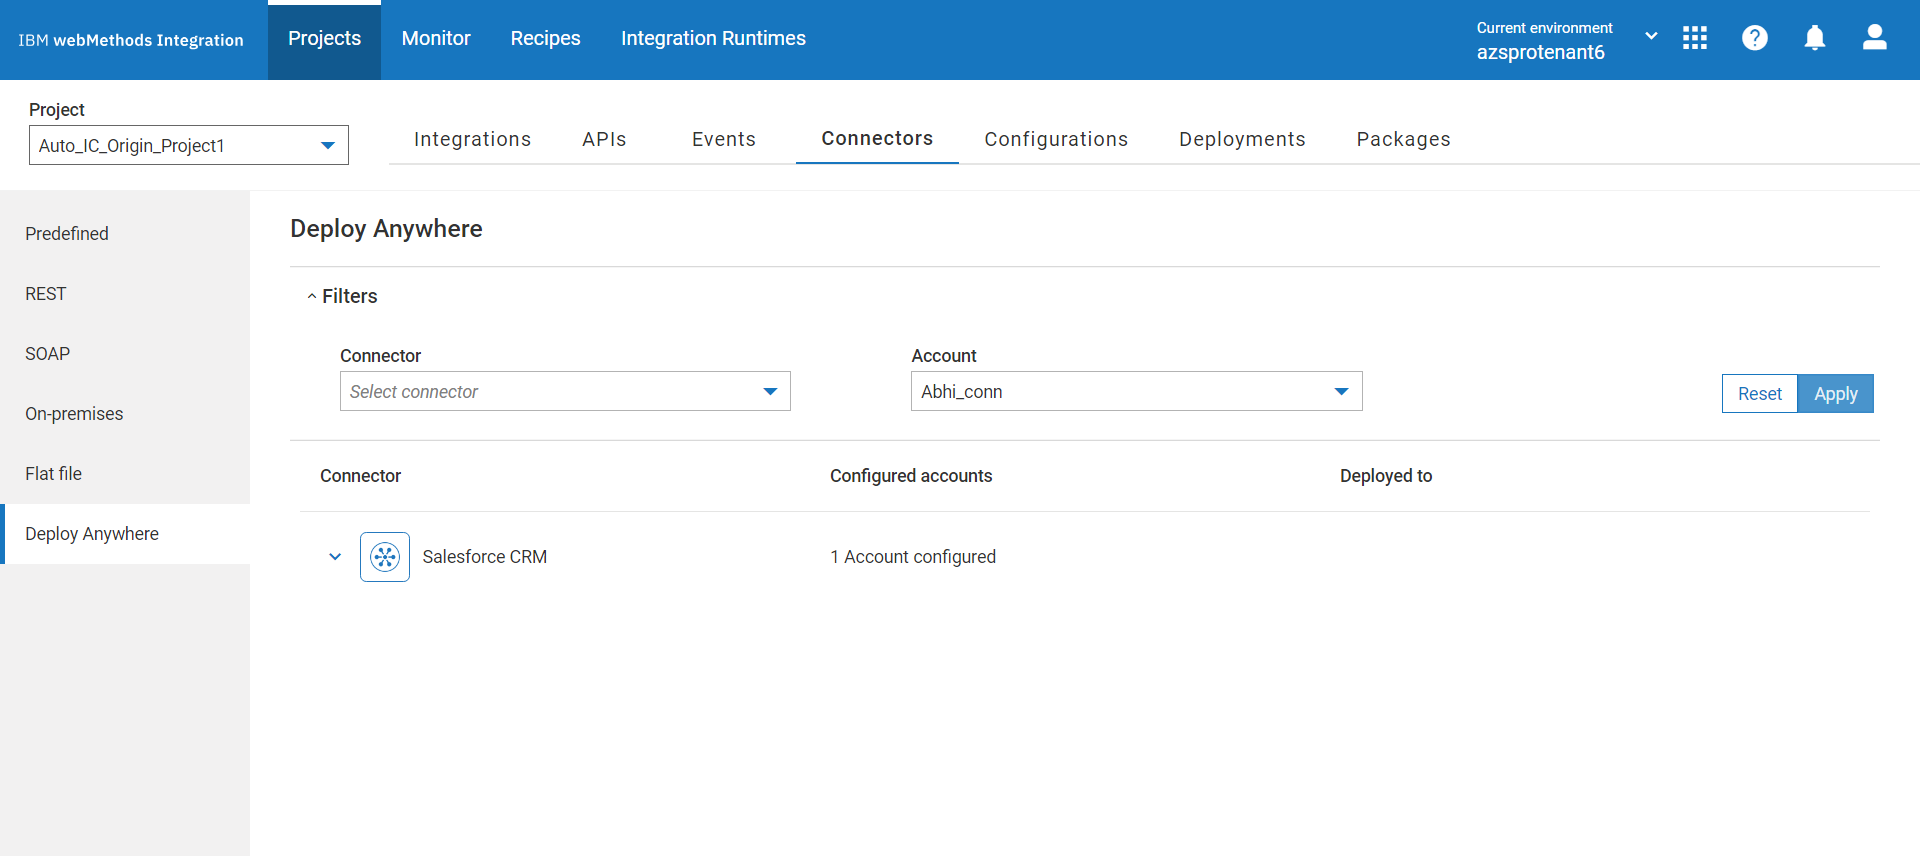 IBM webMethods Integration
Projects
Monitor
Recipes
Integration Runtimes
Current environment
azsprotenant6
?
Project
Auto_IC_Origin_Project1
Integrations
APIs
Events
Connectors
Configurations
Deployments
Packages
Predefined
REST
SOAP
On-premises
Flat file
Deploy Anywhere
Deploy Anywhere
Filters
Connector
Select connector
Account
Abhi_conn
Reset
Apply
Connector
Configured accounts
Deployed to
Salesforce CRM
1 Account configured